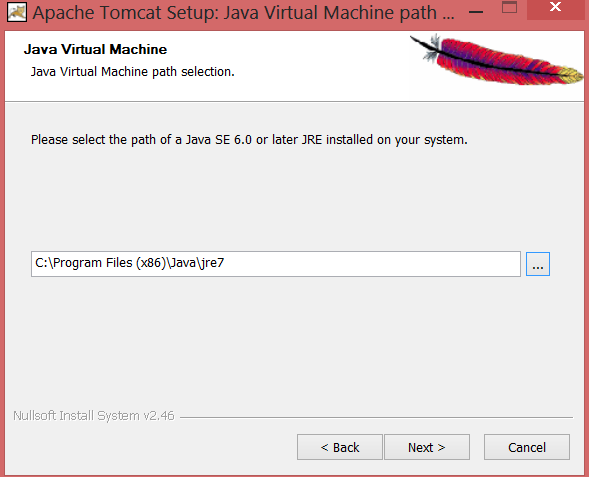 Apache Tomcat Setup: Java Virtual Machine path ...
Java Virtual Machine
Java Virtual Machine path selection.
Please select the path of a Java SE 6.0 or later JRE installed on your system.
C:\Program Files (x86)\Java\jre7
...
Nullsoft Install System v2.46
< Back
Next >
Cancel